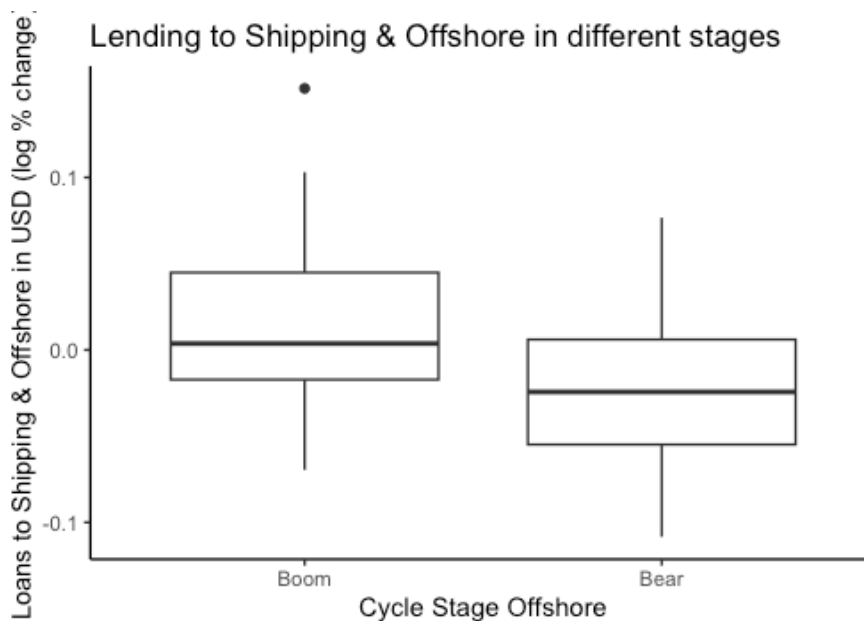 Lending to Shipping & Offshore in different stages
Loans to Shipping & Offshore in USD (log % change)
0.1
0.0
-0.1
Boom
Bear
Cycle Stage Offshore